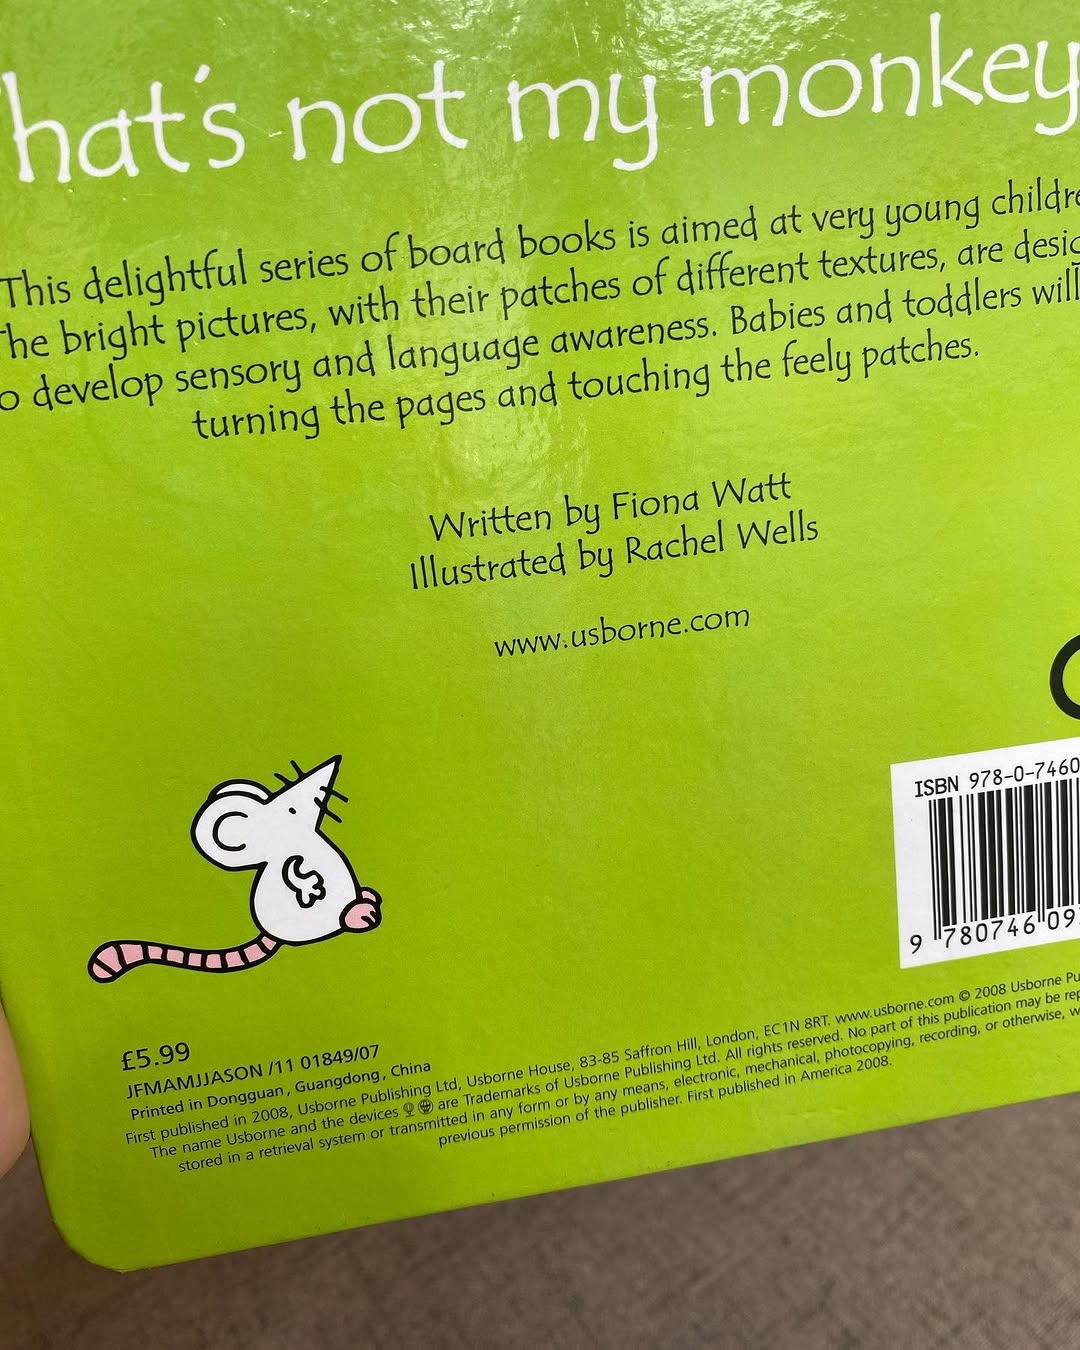 hat's not my monkey
This delightful series of board books is aimed at very young childre
he bright pictures, with their patches of different textures, are desig
o develop sensory and language awareness. Babies and toddlers will
turning the pages and touching the feely patches.
Written by Fiona Watt
Illustrated by Rachel Wells
www.usborne.com
ISBN 978-0-7460
9 780746 09
£5.99
JFMAMJJASON /11 01849/07
Printed in Dongguan, Guangdong, China
First published in 2008, Usborne Publishing Ltd, Usborne House, 83-85 Saffron Hill, London, EC1N 8RT. www.usborne.com © 2008 Usborne Pu
The name Usborne and the devices are Trademarks of Usborne Publishing Ltd. All rights reserved. No part of this publication may be rep
stored in a retrieval system or transmitted in any form or by any means, electronic, mechanical, photocopying, recording, or otherwise, w
previous permission of the publisher. First published in America 2008.